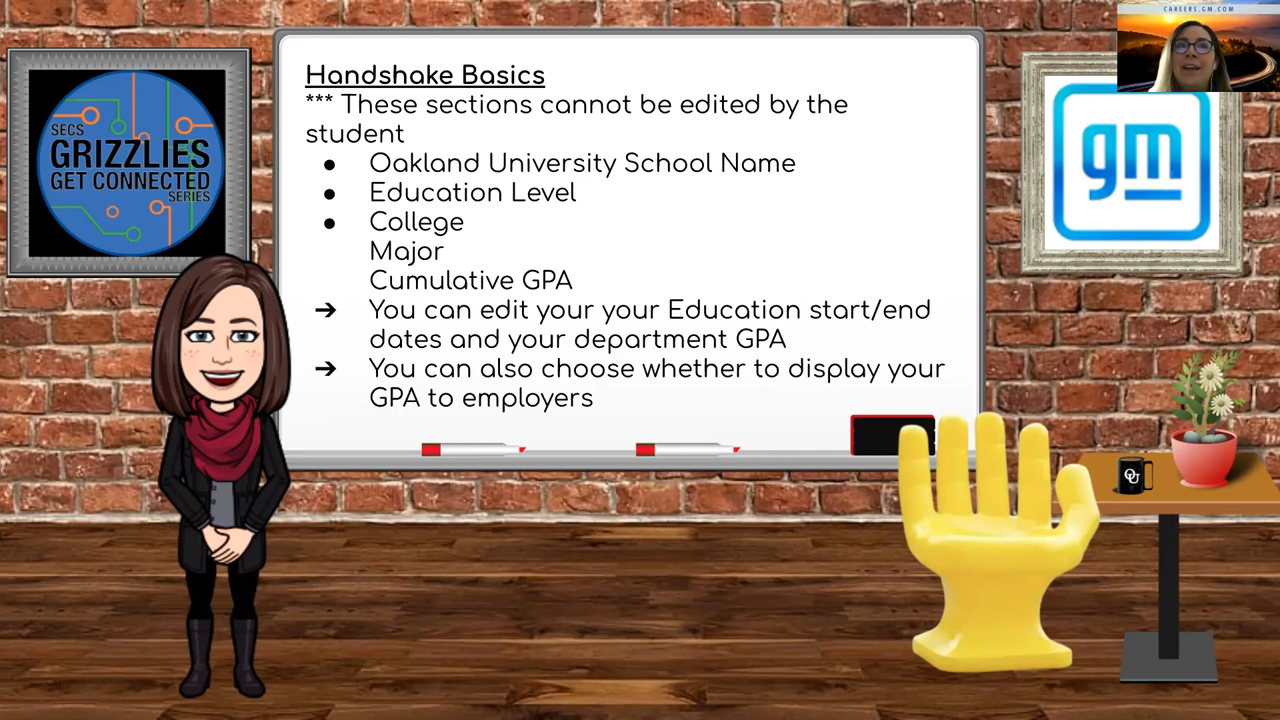 CAREERS.GM.COM
SECS
GRIZZLIES
GET CONNECTED
SERIES
Handshake Basics
*** These sections cannot be edited by the
student
● Oakland University School Name
● Education Level
● College
Major
Cumulative GPA
➔ You can edit your your Education start/end
dates and your department GPA
➔ You can also choose whether to display your
GPA to employers
gm
OU